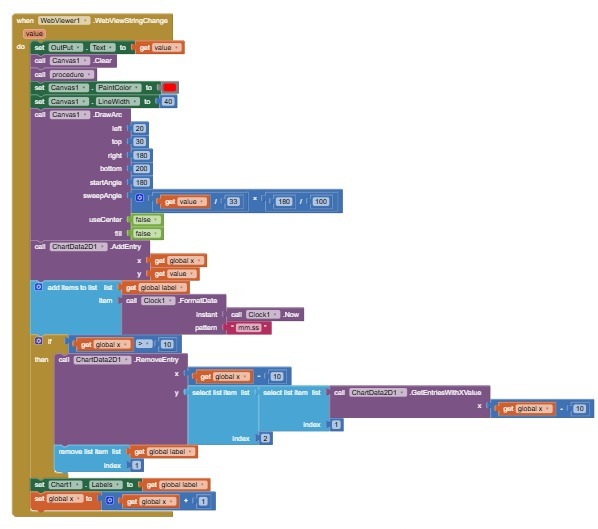 when WebViewer1 .WebViewStringChange
value
do set OutPut . Text to get value
call Canvas1 .Clear
call procedure
set Canvas1 . PaintColor to
set Canvas1 . LineWidth to 40
call Canvas1 .DrawArc
left 20
top 30
right 180
bottom 200
startAngle 180
sweepAngle get value / 33 × 180 / 100
useCenter false
fill false
call ChartData2D1 .AddEntry
x get global x
y get value
add items to list list get global label
item call Clock1 .FormatDate
instant call Clock1 .Now
pattern " mm.ss "
if get global x > 10
then call ChartData2D1 .RemoveEntry
x get global x - 10
y select list item list select list item list call ChartData2D1 .GetEntriesWithXValue
x get global x - 10
index 1
index 2
remove list item list get global label
index 1
set Chart1 . Labels to get global label
set global x to get global x + 1